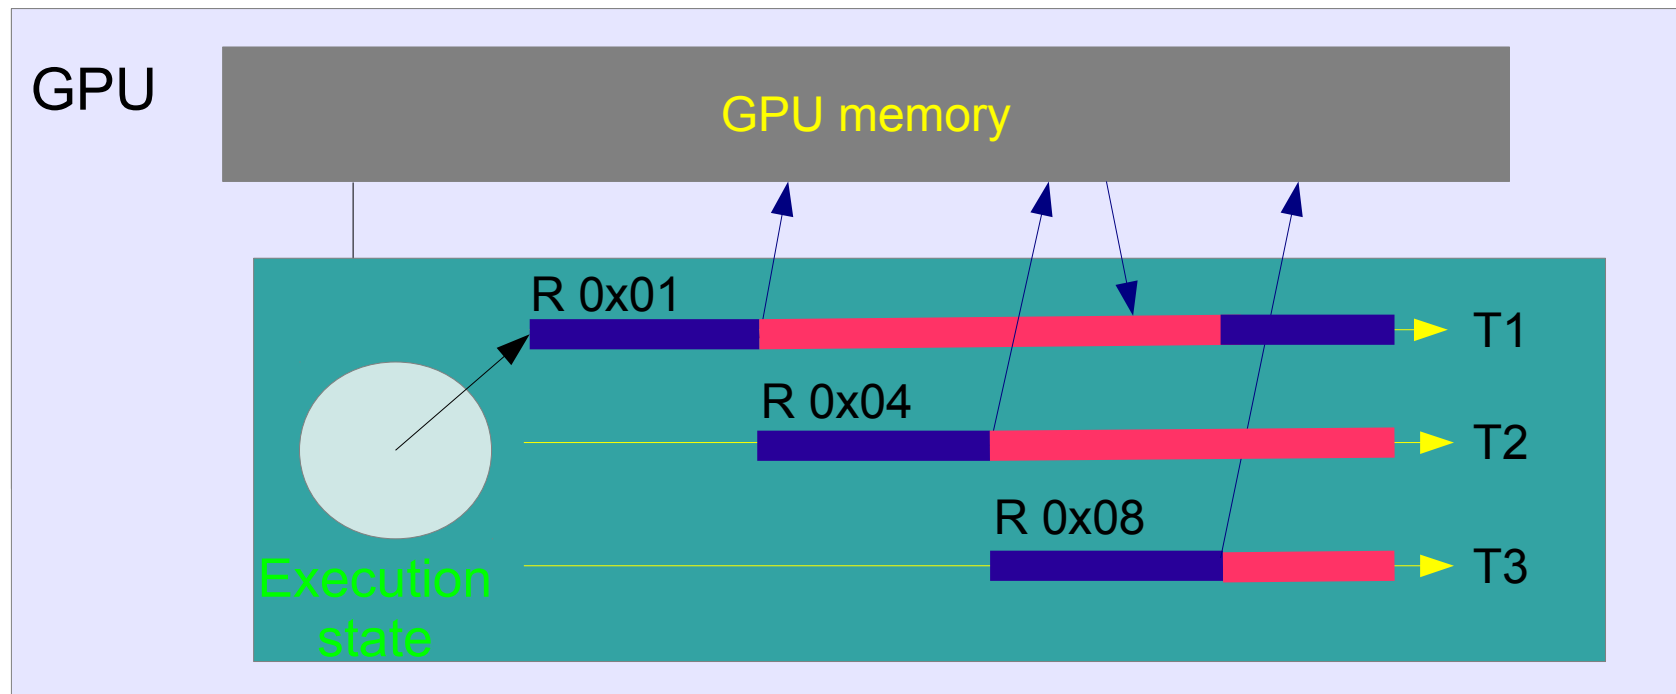 GPU
GPU memory
R 0x01
T1
R 0x04
T2
R 0x08
T3
Execution
state